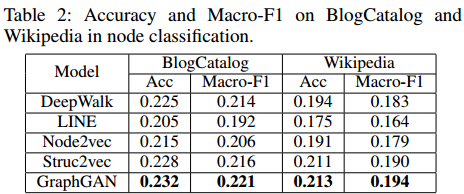 Table 2: Accuracy and Macro-F1 on BlogCatalog and
Wikipedia in node classification.
Model BlogCatalog Wikipedia
Acc Macro-F1 Acc Macro-F1
DeepWalk 0.225 0.214 0.194 0.183
LINE 0.205 0.192 0.175 0.164
Node2vec 0.215 0.206 0.191 0.179
Struc2vec 0.228 0.216 0.211 0.190
GraphGAN 0.232 0.221 0.213 0.194